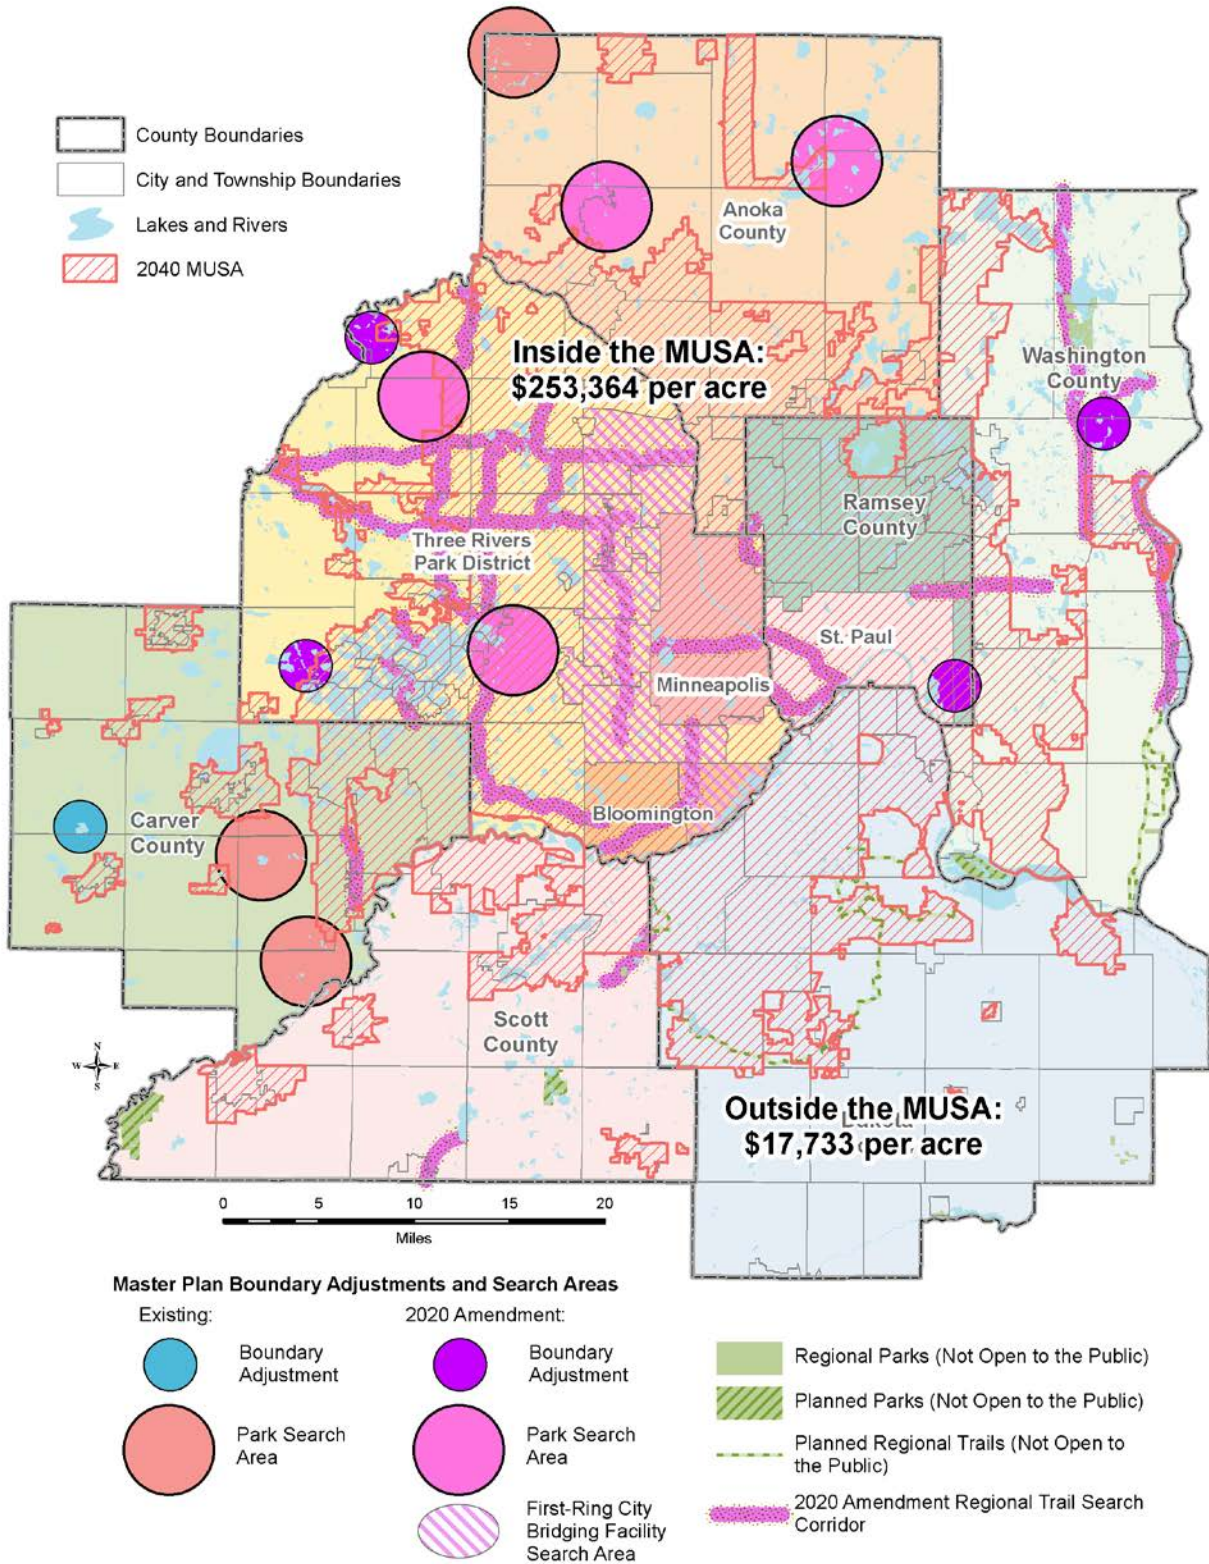 County Boundaries
City and Township Boundaries
Lakes and Rivers
2040 MUSA
Anoka
County
Inside the MUSA:
$253,364 per acre
Washington
County
Ramsey
County
Three Rivers
Park District
St. Paul
Minneapolis
Carver
County
Bloomington
Scott
County
N
W E
S
Outside the MUSA:
$17,733 per acre
0 5 10 15 20
Miles
Master Plan Boundary Adjustments and Search Areas
Existing:
2020 Amendment:
Boundary
Adjustment
Boundary
Adjustment
Park Search
Area
Park Search
Area
First-Ring City
Bridging Facility
Search Area
Regional Parks (Not Open to the Public)
Planned Parks (Not Open to the Public)
Planned Regional Trails (Not Open to
the Public)
2020 Amendment Regional Trail Search
Corridor